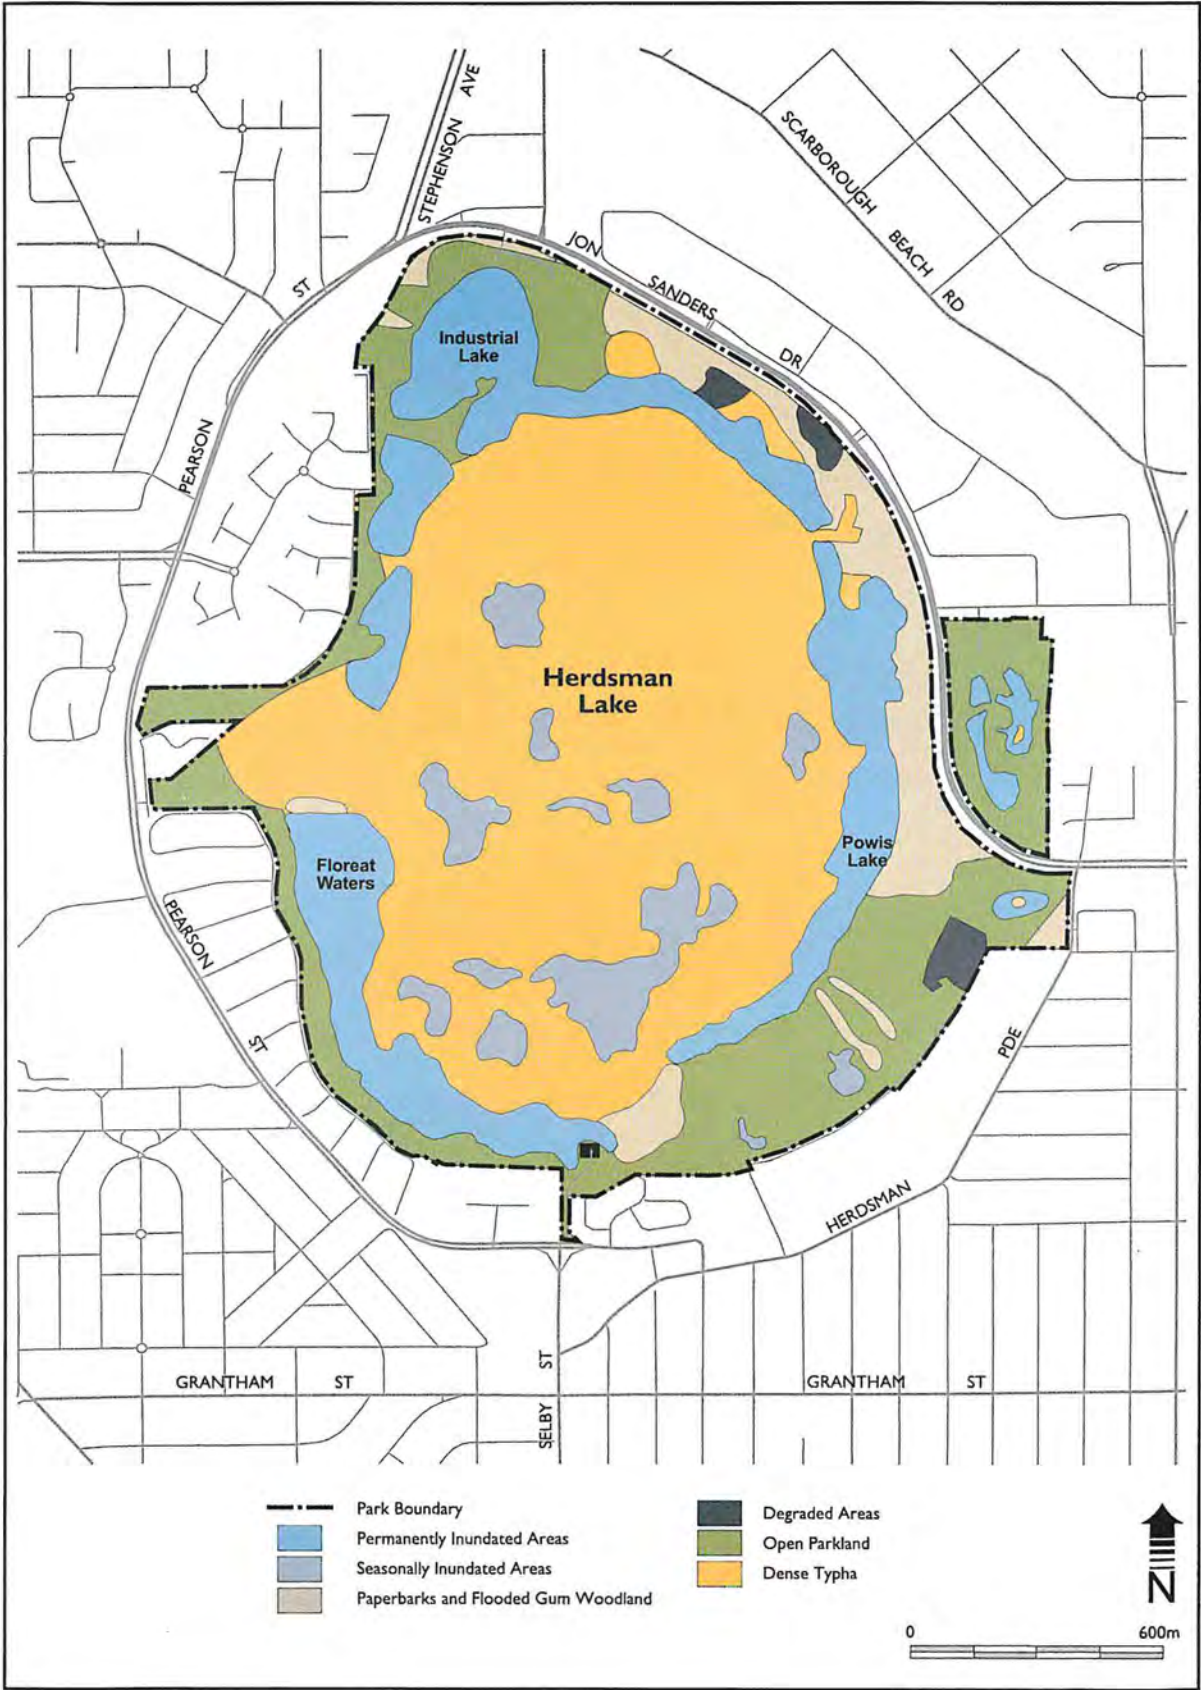 STEPHENSON AVE
SCARBOROUGH BEACH RD
JON SANDERS DR
PEARSON ST
Industrial
Lake
Herdsman
Lake
Floreat
Waters
Powis
Lake
PEARSON ST
HERDSMAN PDE
GRANTHAM ST
SELBY ST
GRANTHAM ST
Park Boundary
Permanently Inundated Areas
Seasonally Inundated Areas
Paperbarks and Flooded Gum Woodland
Degraded Areas
Open Parkland
Dense Typha
N
0 600m